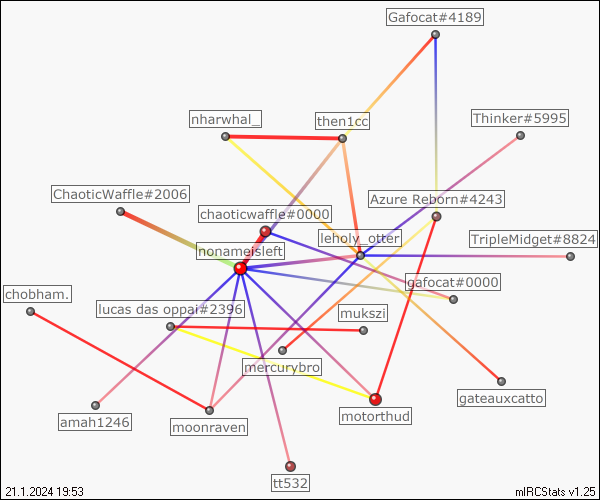 Gafocat#4189
nharwhal_
then1cc
Thinker#5995
ChaoticWaffle#2006
Azure Reborn#4243
chaoticwaffle#0000
leholy_otter
TripleMidget#8824
nonameisleft
gafocat#0000
chobham.
lucas das oppai#2396
mukszi
mercurybro
gateauxcatto
amah1246
moonraven
motorthud
tt532
21.1.2024 19:53
mIRCStats v1.25